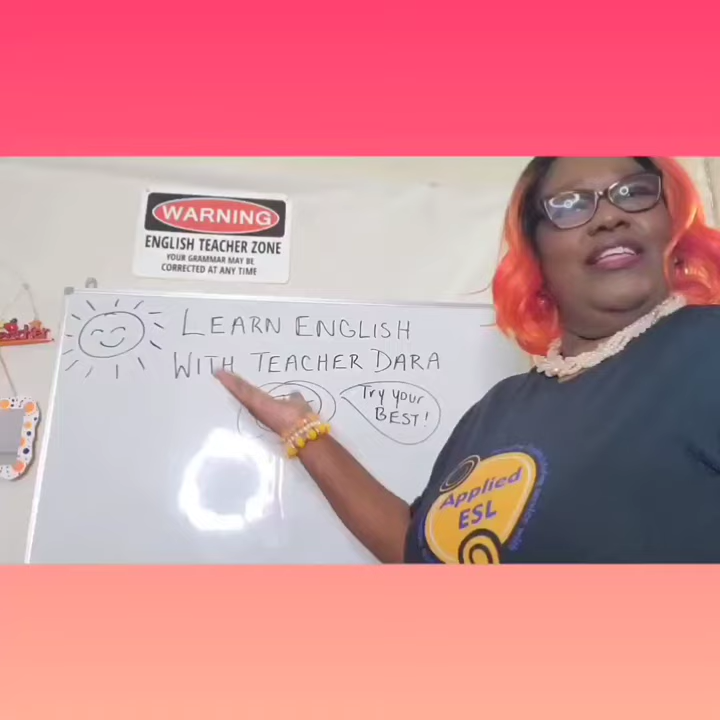 WARNING
ENGLISH TEACHER ZONE
YOUR GRAMMAR MAY BE
CORRECTED AT ANY TIME
LEARN ENGLISH
WITH TEACHER DARA
Try your
BEST!
Applied
ESL